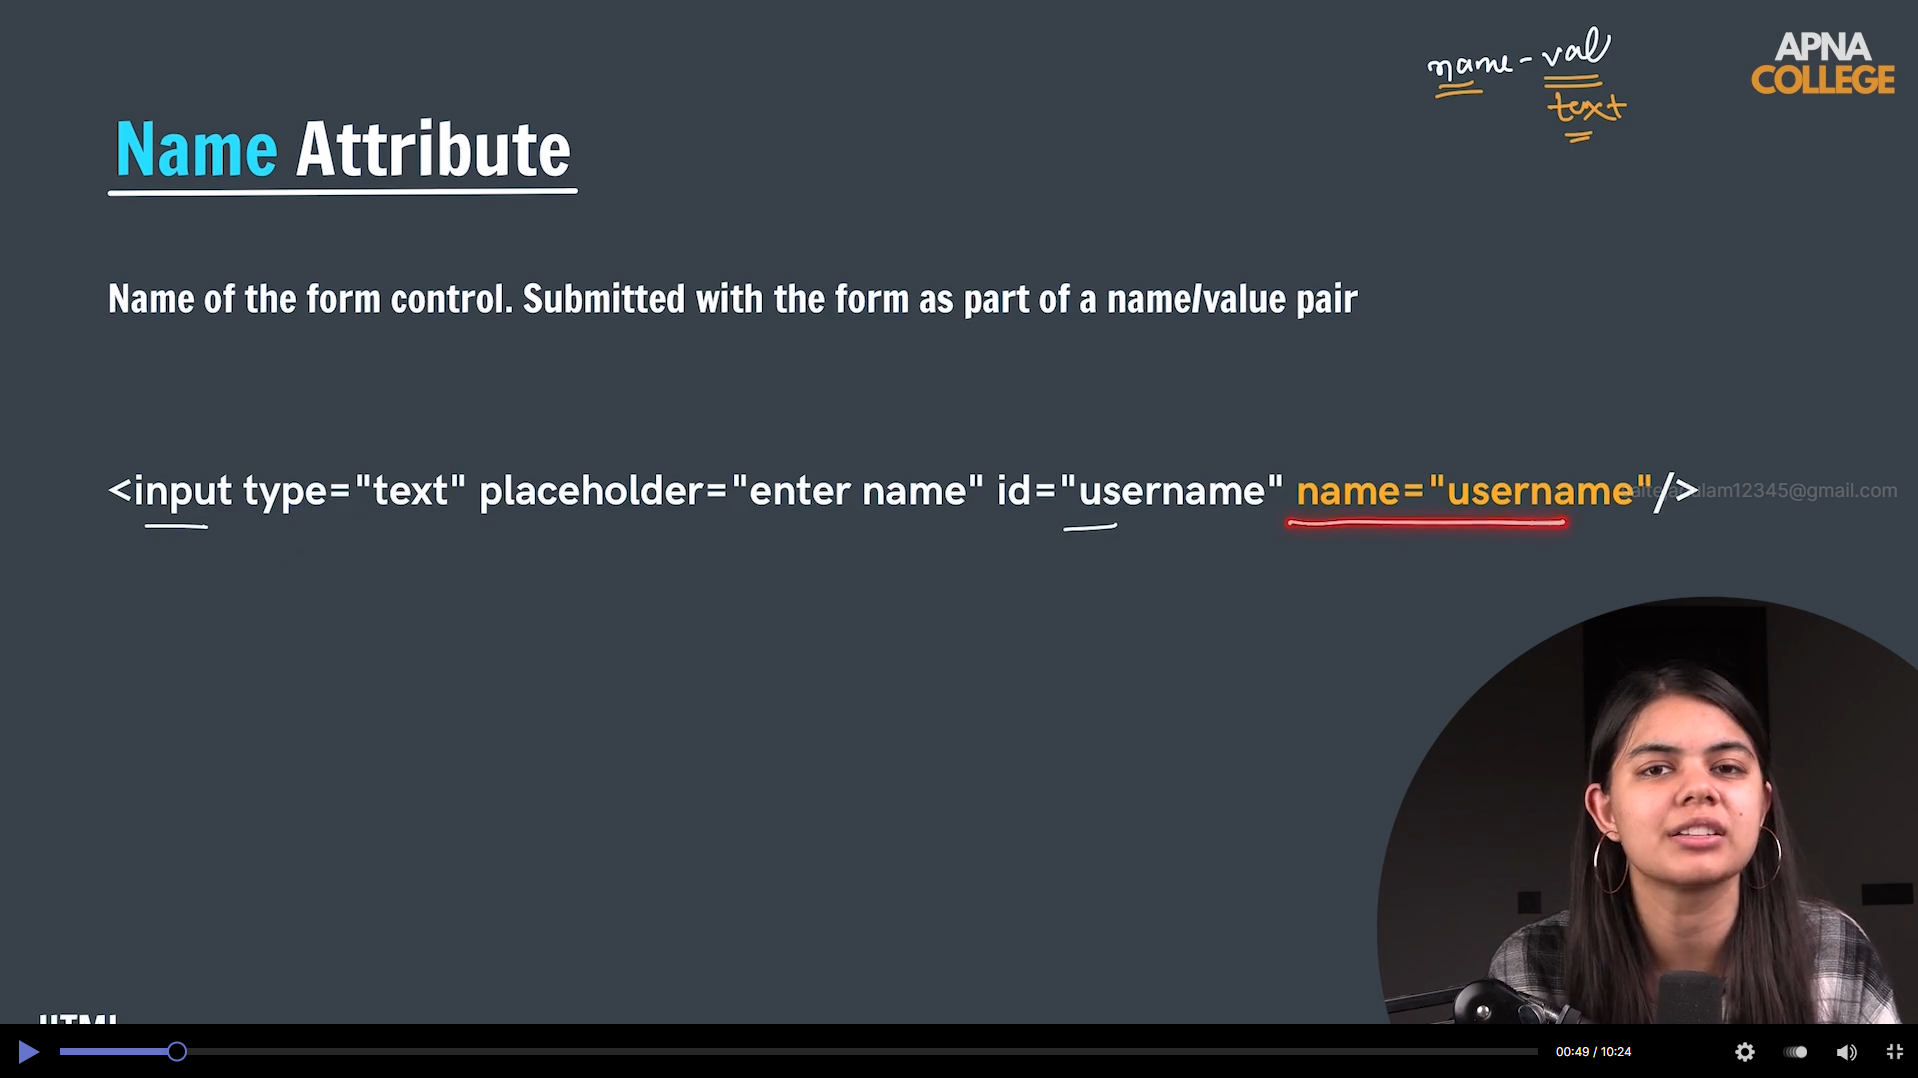 name - val
text
APNA
COLLEGE
Name Attribute
Name of the form control. Submitted with the form as part of a name/value pair
<input type="text" placeholder="enter name" id="username" name="username"/>
lam12345@gmail.com
HTML
00:49 / 10:24